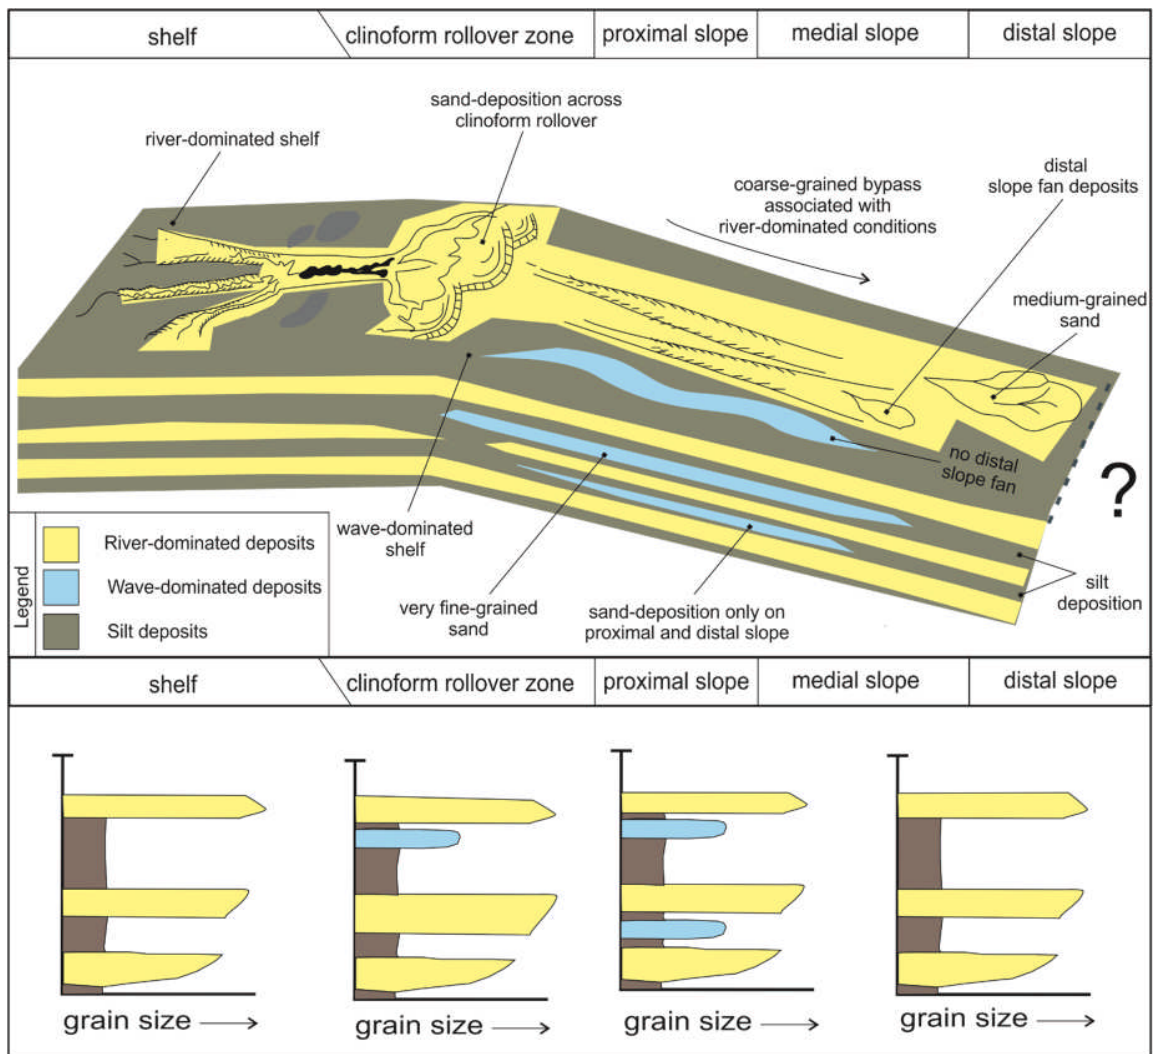 shelf
clinoform rollover zone
proximal slope
medial slope
distal slope
sand-deposition across
clinoform rollover
river-dominated shelf
distal
slope fan deposits
coarse-grained bypass
associated with
river-dominated conditions
medium-grained
sand
no distal
slope fan
?
wave-dominated
shelf
very fine-grained
sand
sand-deposition only on
proximal and distal slope
silt
deposition
Legend
River-dominated deposits
Wave-dominated deposits
Silt deposits
shelf
clinoform rollover zone
proximal slope
medial slope
distal slope
grain size
grain size
grain size
grain size